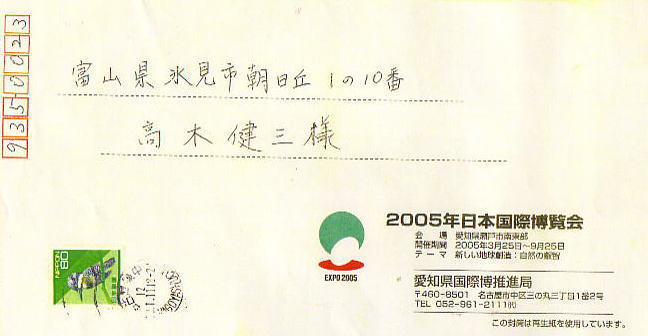 9350023
富山県氷見市朝日丘1の10番
高木健三様
NIPPON 80
EXPO 2005
2005年日本国際博覧会
会 場 愛知県瀬戸市南東部
開催期間 2005年3月25日~9月25日
テーマ 新しい地球創造:自然の叡智
愛知県国際博推進局
〒460-8501 名古屋市中区三の丸三丁目1番2号
TEL 052-961-2111㈹
この封筒は再生紙を使用しています。